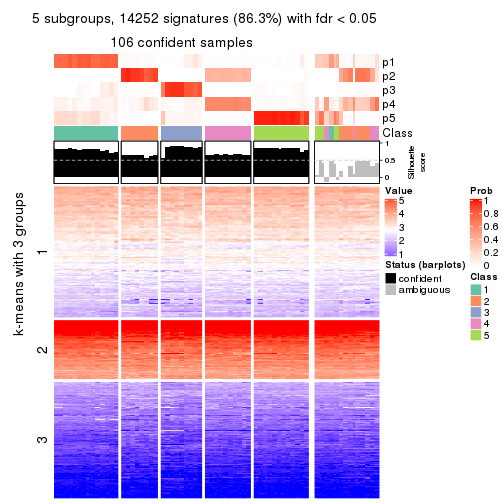 5 subgroups, 14252 signatures (86.3%) with fdr < 0.05
106 confident samples
p1
p2
p3
p4
p5
Class
1
0.5
0
Silhouette
score
k-means with 3 groups
1
2
3
Value
5
4
3
2
1
Status (barplots)
confident
ambiguous
Prob
1
0.8
0.6
0.4
0.2
0
Class
1
2
3
4
5